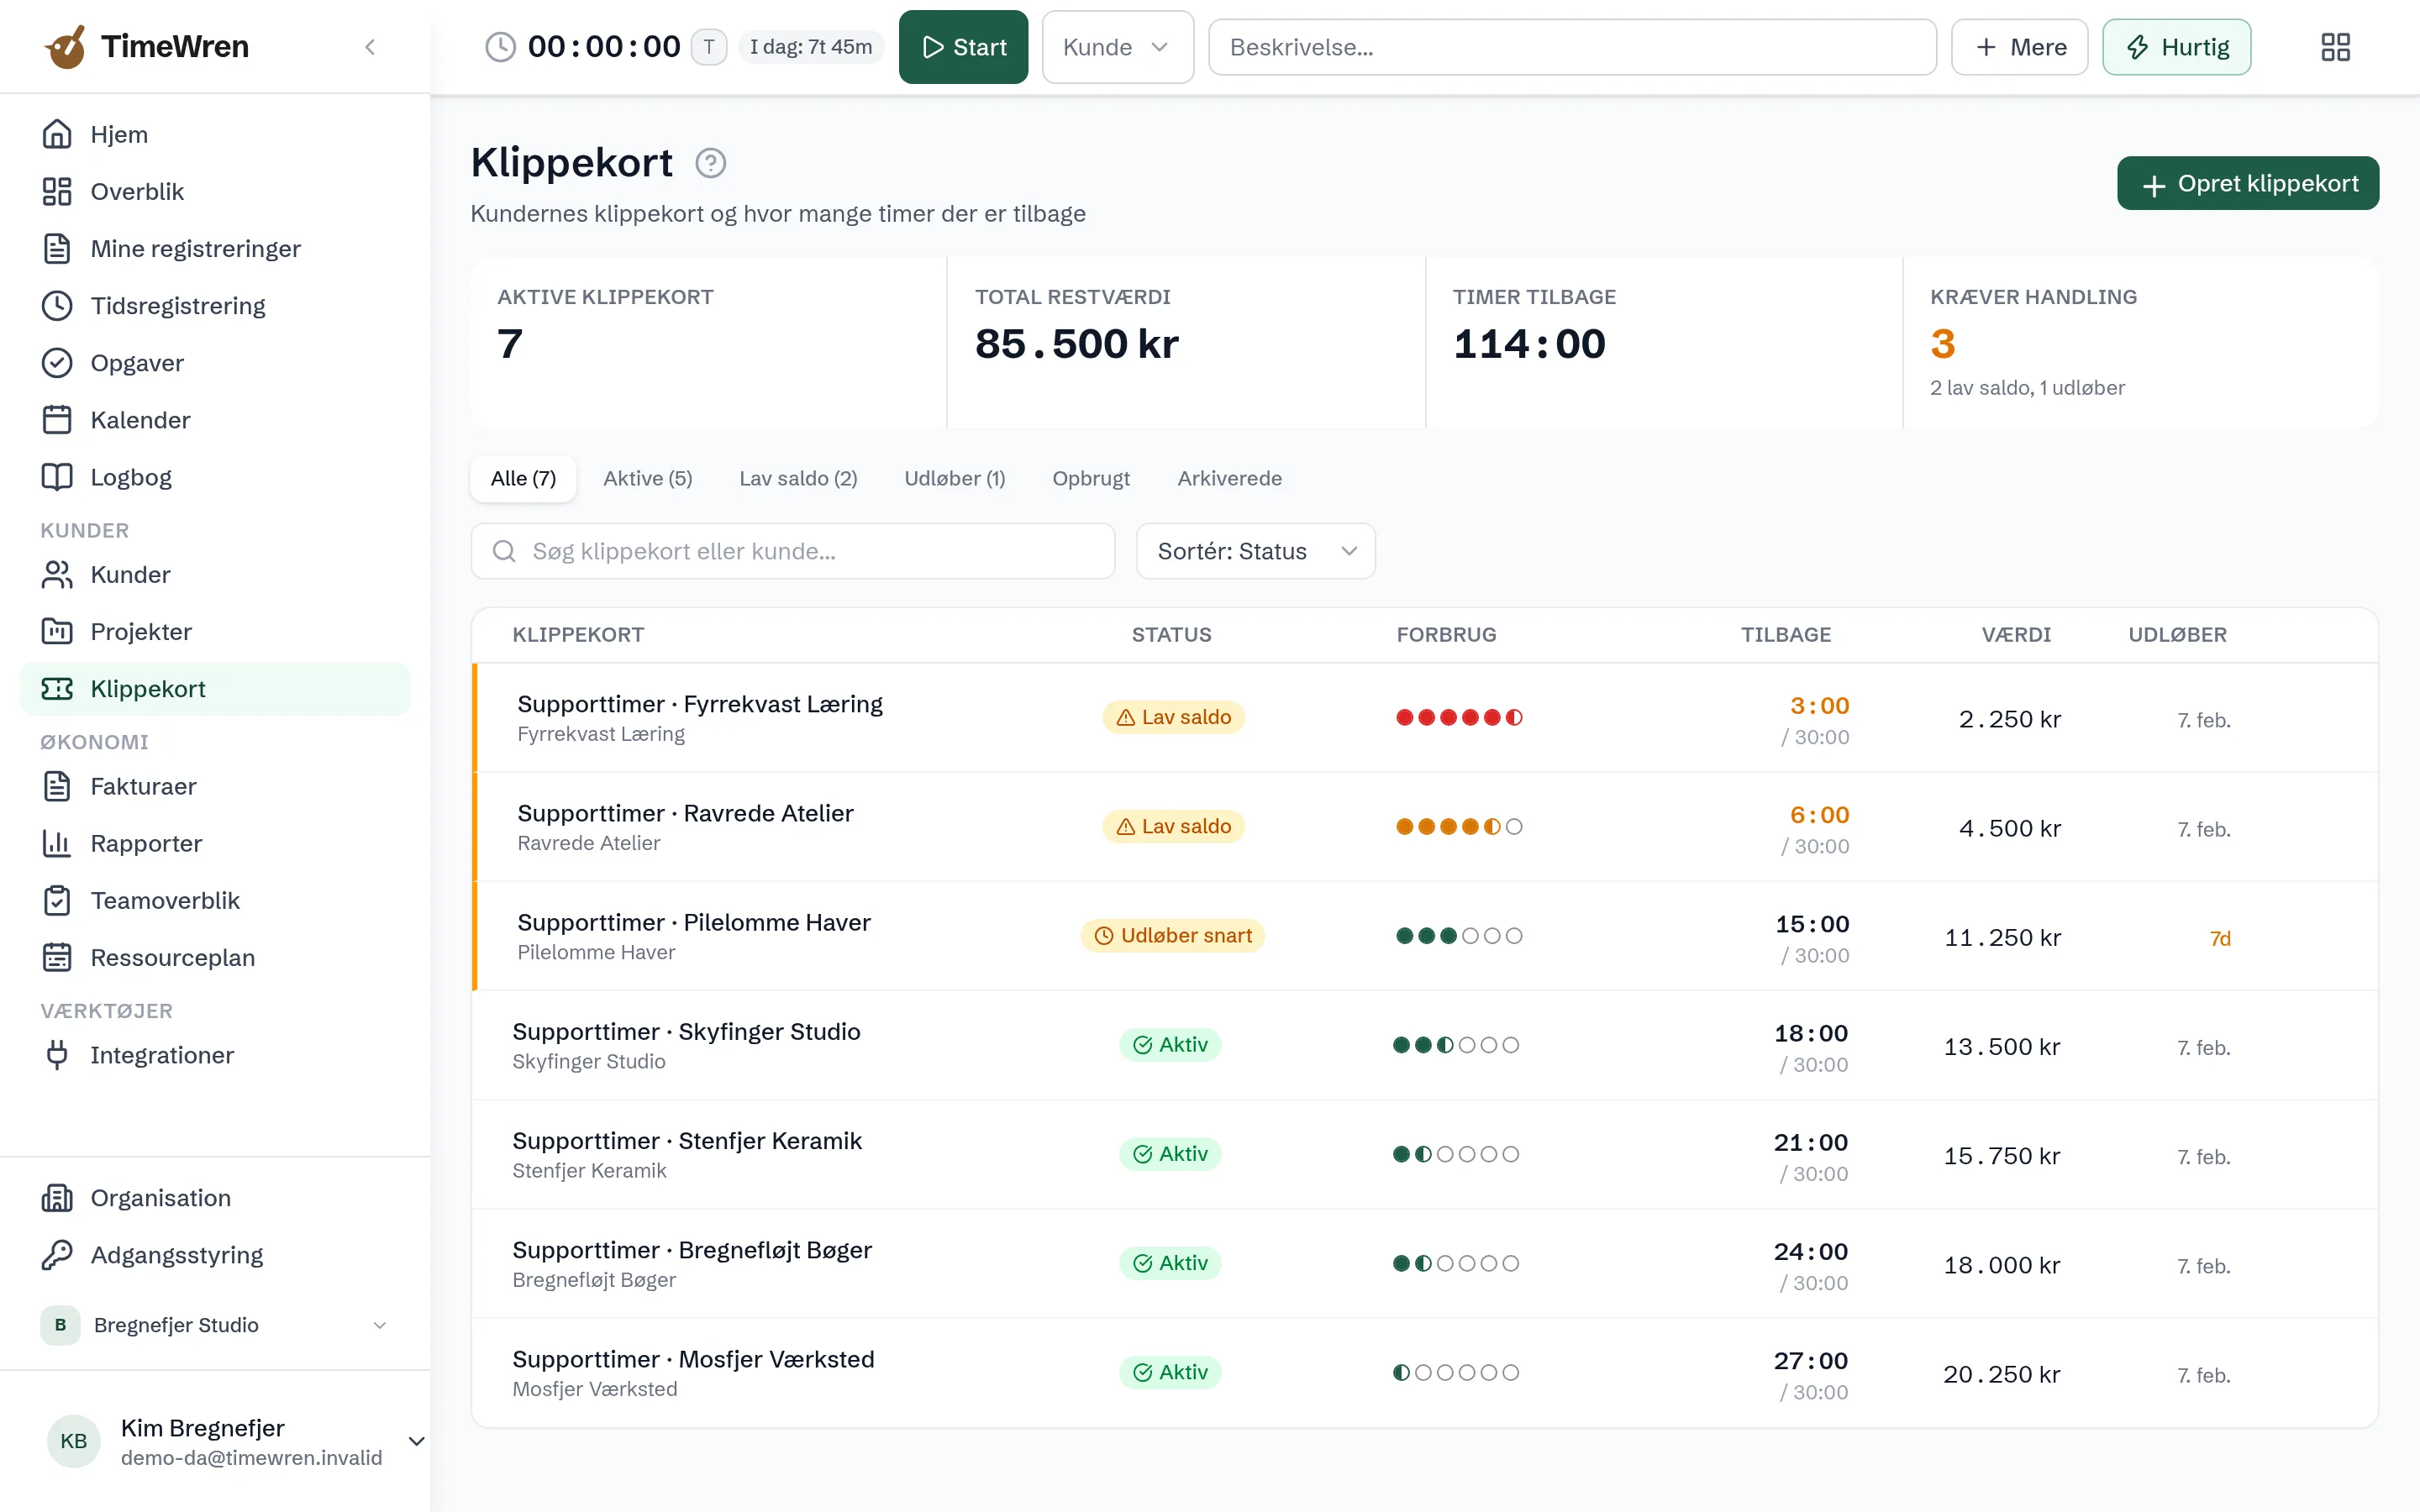 TimeWren
00:00:00 T I dag: 7t 45m Start Kunde Beskrivelse... Mere Hurtig
Hjem
Overblik
Mine registreringer
Tidsregistrering
Opgaver
Kalender
Logbog
KUNDER
Kunder
Projekter
Klippekort
ØKONOMI
Fakturaer
Rapporter
Teamoverblik
Ressourceplan
VÆRKTØJER
Integrationer
Organisation
Adgangsstyring
B Bregnefjer Studio
KB Kim Bregnefjer
demo-da@timewren.invalid
Klippekort ?
Kundernes klippekort og hvor mange timer der er tilbage
Opret klippekort
AKTIVE KLIPPEKORT
7
TOTAL RESTVÆRDI
85.500 kr
TIMER TILBAGE
114:00
KRÆVER HANDLING
3
2 lav saldo, 1 udløber
Alle (7) Aktive (5) Lav saldo (2) Udløber (1) Opbrugt Arkiverede
Søg klippekort eller kunde... Sortér: Status
KLIPPEKORT STATUS FORBRUG TILBAGE VÆRDI UDLØBER
Supporttimer · Fyrrekvast Læring Lav saldo 3:00 2.250 kr 7. feb.
Fyrrekvast Læring / 30:00
Supporttimer · Ravrede Atelier Lav saldo 6:00 4.500 kr 7. feb.
Ravrede Atelier / 30:00
Supporttimer · Pilelomme Haver Udløber snart 15:00 11.250 kr 7d
Pilelomme Haver / 30:00
Supporttimer · Skyfinger Studio Aktiv 18:00 13.500 kr 7. feb.
Skyfinger Studio / 30:00
Supporttimer · Stenfjer Keramik Aktiv 21:00 15.750 kr 7. feb.
Stenfjer Keramik / 30:00
Supporttimer · Bregnefløjt Bøger Aktiv 24:00 18.000 kr 7. feb.
Bregnefløjt Bøger / 30:00
Supporttimer · Mosfjer Værksted Aktiv 27:00 20.250 kr 7. feb.
Mosfjer Værksted / 30:00